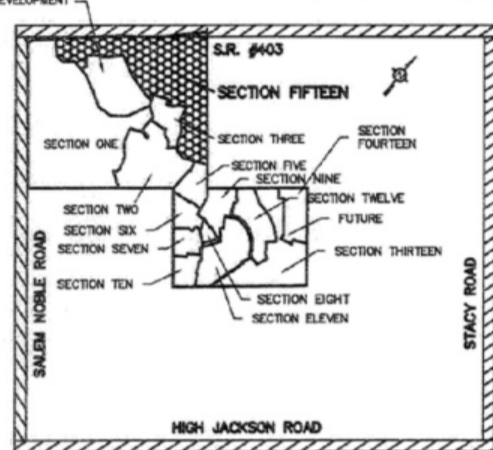 DEVELOPMENT
S.R. #403
SECTION FIFTEEN
SECTION ONE
SECTION THREE
SECTION
FOURTEEN
SECTION FIVE
SECTION NINE
SECTION TWO
SECTION TWELVE
SECTION SIX
FUTURE
SECTION SEVEN
SECTION THIRTEEN
SECTION TEN
SECTION EIGHT
SECTION ELEVEN
SALEM NOBLE ROAD
STACY ROAD
HIGH JACKSON ROAD